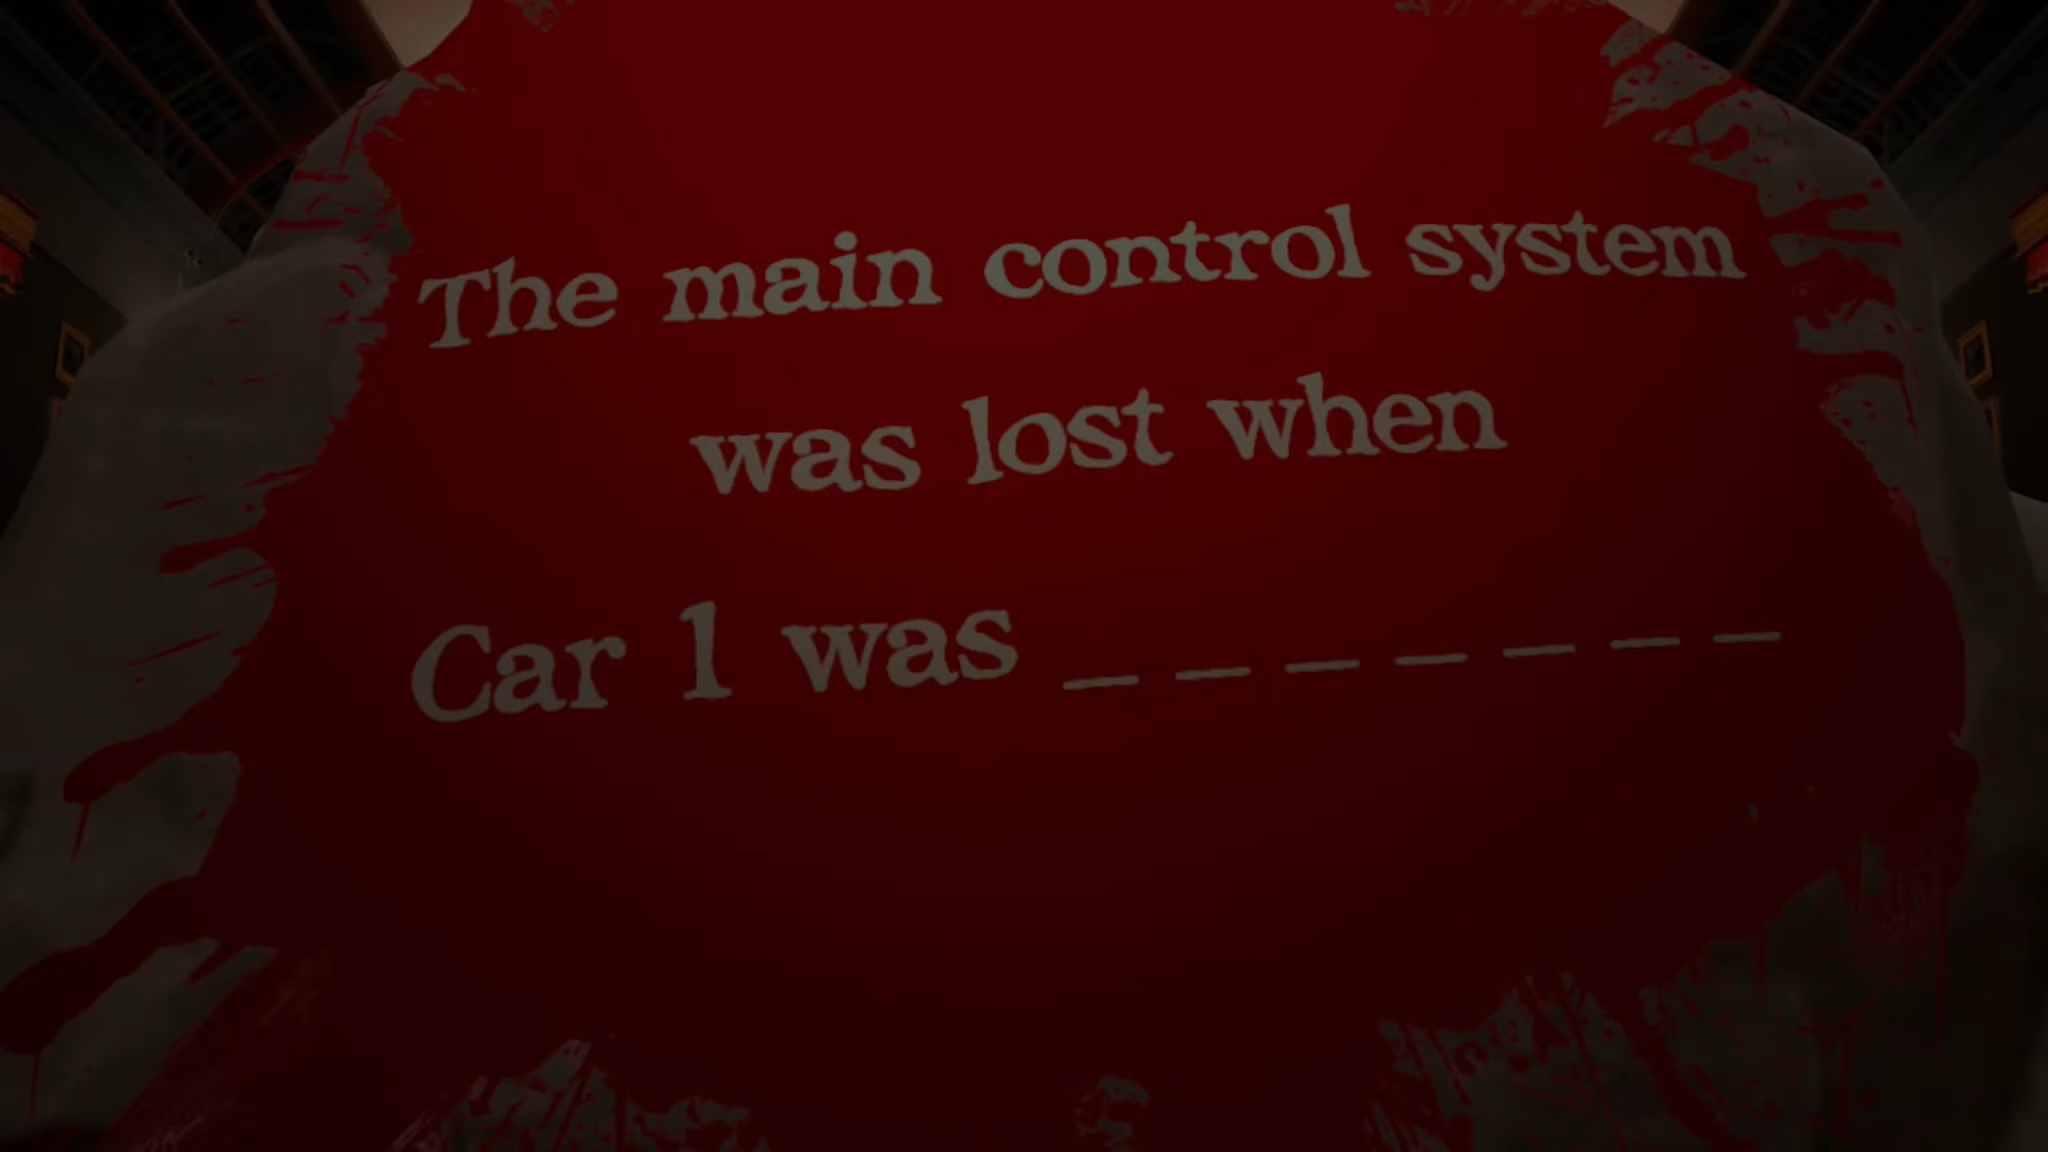 The main control system
was lost when
Car 1 was _ _ _ _ _ _ _